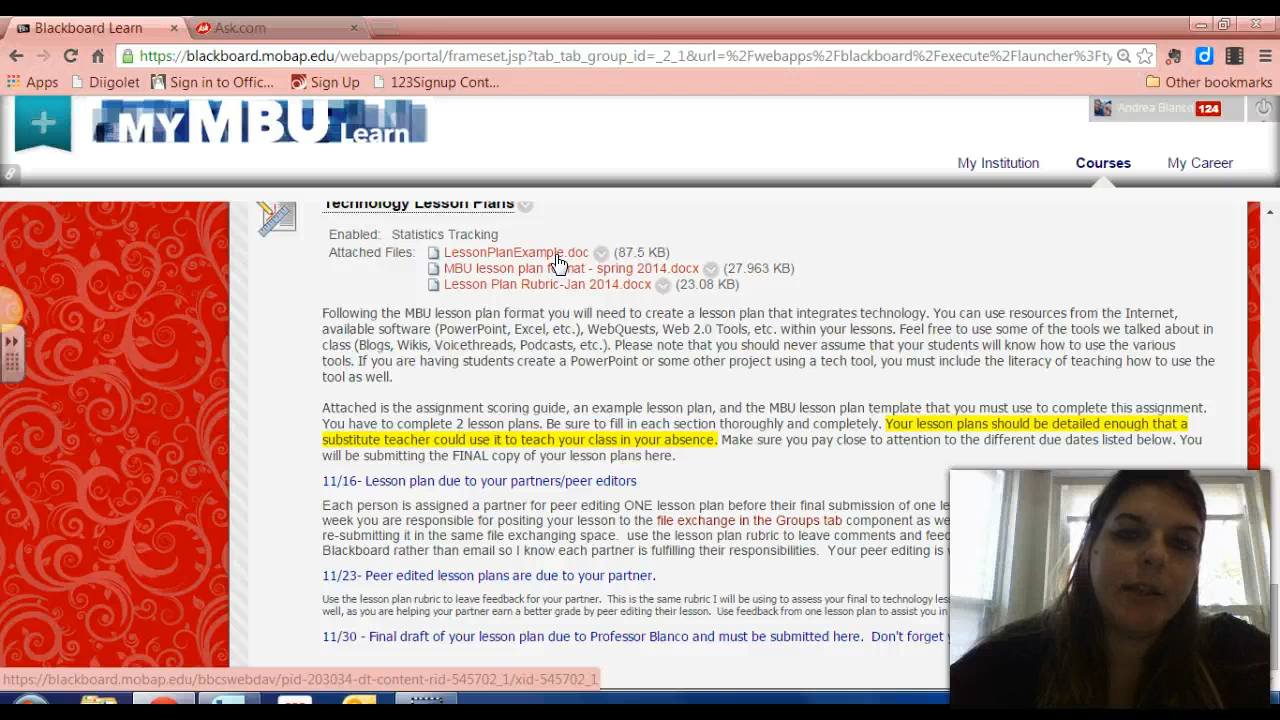 Blackboard Learn × Ask.com ×
https://blackboard.mobap.edu/webapps/portal/frameset.jsp?tab_tab_group_id=_2_1&url=%2Fwebapps%2Fblackboard%2Fexecute%2Flauncher%3Fty
Apps Diigolet Sign in to Offic... Sign Up 123Signup Cont... Other bookmarks
MY MBU Learn
Andrea Blanco 124
My Institution Courses My Career
Technology Lesson Plans
Enabled: Statistics Tracking
Attached Files: LessonPlanExample.doc (87.5 KB)
MBU lesson plan format - spring 2014.docx (27.963 KB)
Lesson Plan Rubric-Jan 2014.docx (23.08 KB)
Following the MBU lesson plan format you will need to create a lesson plan that integrates technology. You can use resources from the Internet,
available software (PowerPoint, Excel, etc.), WebQuests, Web 2.0 Tools, etc. within your lessons. Feel free to use some of the tools we talked about in
class (Blogs, Wikis, Voicethreads, Podcasts, etc.). Please note that you should never assume that your students will know how to use the various
tools. If you are having students create a PowerPoint or some other project using a tech tool, you must include the literacy of teaching how to use the
tool as well.
Attached is the assignment scoring guide, an example lesson plan, and the MBU lesson plan template that you must use to complete this assignment.
You have to complete 2 lesson plans. Be sure to fill in each section thoroughly and completely. Your lesson plans should be detailed enough that a
substitute teacher could use it to teach your class in your absence. Make sure you pay close to attention to the different due dates listed below. You
will be submitting the FINAL copy of your lesson plans here.
11/16- Lesson plan due to your partners/peer editors
Each person is assigned a partner for peer editing ONE lesson plan before their final submission of one le
week you are responsible for positing your lesson to the file exchange in the Groups tab component as we
re-submitting it in the same file exchanging space. use the lesson plan rubric to leave comments and feed
Blackboard rather than email so I know each partner is fulfilling their responsibilities. Your peer editing is v
11/23- Peer edited lesson plans are due to your partner.
Use the lesson plan rubric to leave feedback for your partner. This is the same rubric I will be using to assess your final to technology les
well, as you are helping your partner earn a better grade by peer editing their lesson. Use feedback from one lesson plan to assist you in
11/30 - Final draft of your lesson plan due to Professor Blanco and must be submitted here. Don't forget y
https://blackboard.mobap.edu/bbcswebdav/pid-203034-dt-content-rid-545702_1/xid-545702_1